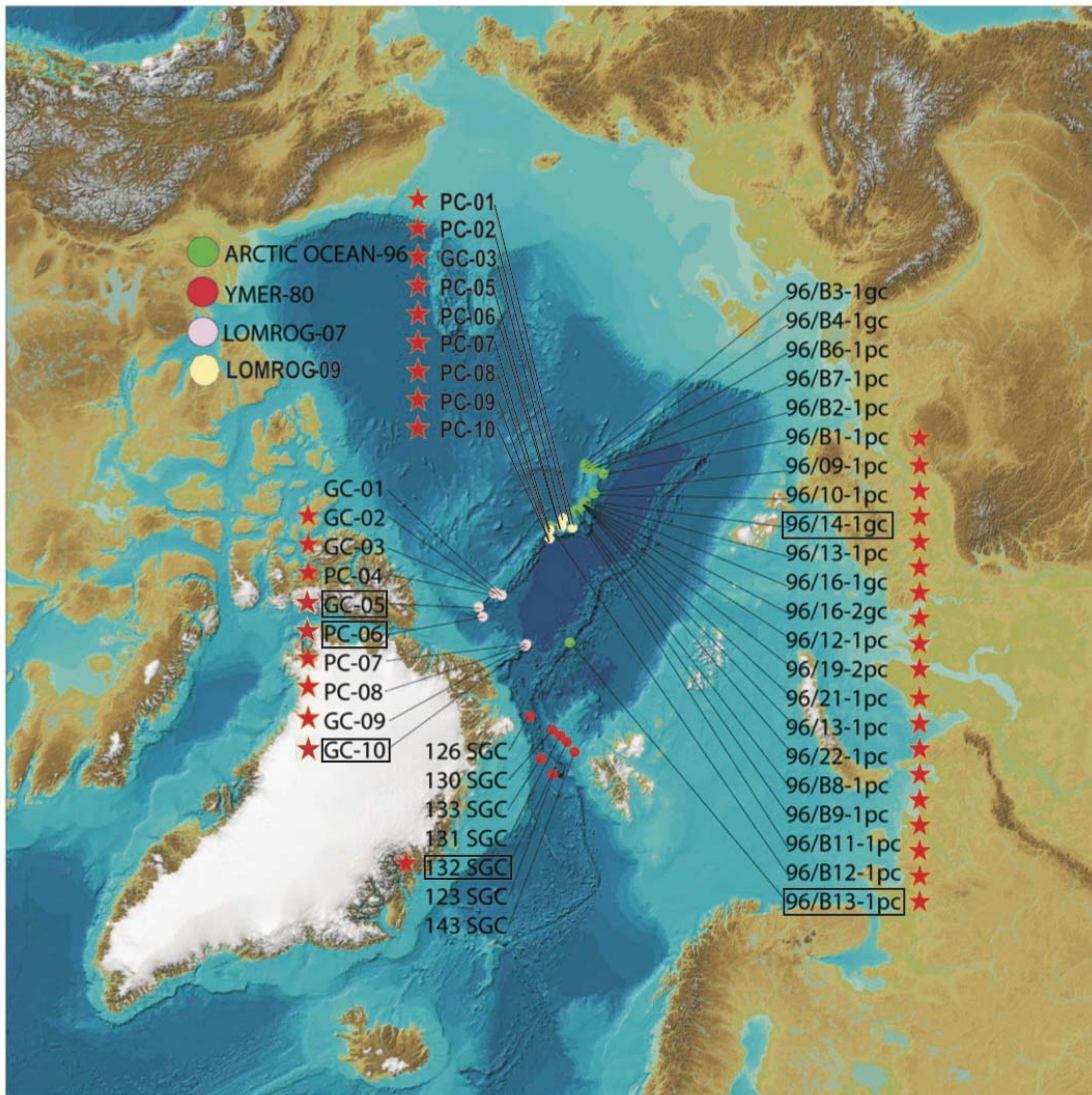 PC-01
PC-02
GC-03
PC-05
PC-06
PC-07
PC-08
PC-09
PC-10
ARCTIC OCEAN-96
YMER-80
LOMROG-07
LOMROG-09
96/B3-1gc
96/B4-1gc
96/B6-1pc
96/B7-1pc
96/B2-1pc
96/B1-1pc
96/09-1pc
96/10-1pc
96/14-1gc
96/13-1pc
96/16-1gc
96/16-2gc
96/12-1pc
96/19-2pc
96/21-1pc
96/13-1pc
96/22-1pc
96/B8-1pc
96/B9-1pc
96/B11-1pc
96/B12-1pc
96/B13-1pc
GC-01
GC-02
GC-03
PC-04
GC-05
PC-06
PC-07
PC-08
GC-09
GC-10
126 SGC
130 SGC
133 SGC
131 SGC
132 SGC
123 SGC
143 SGC